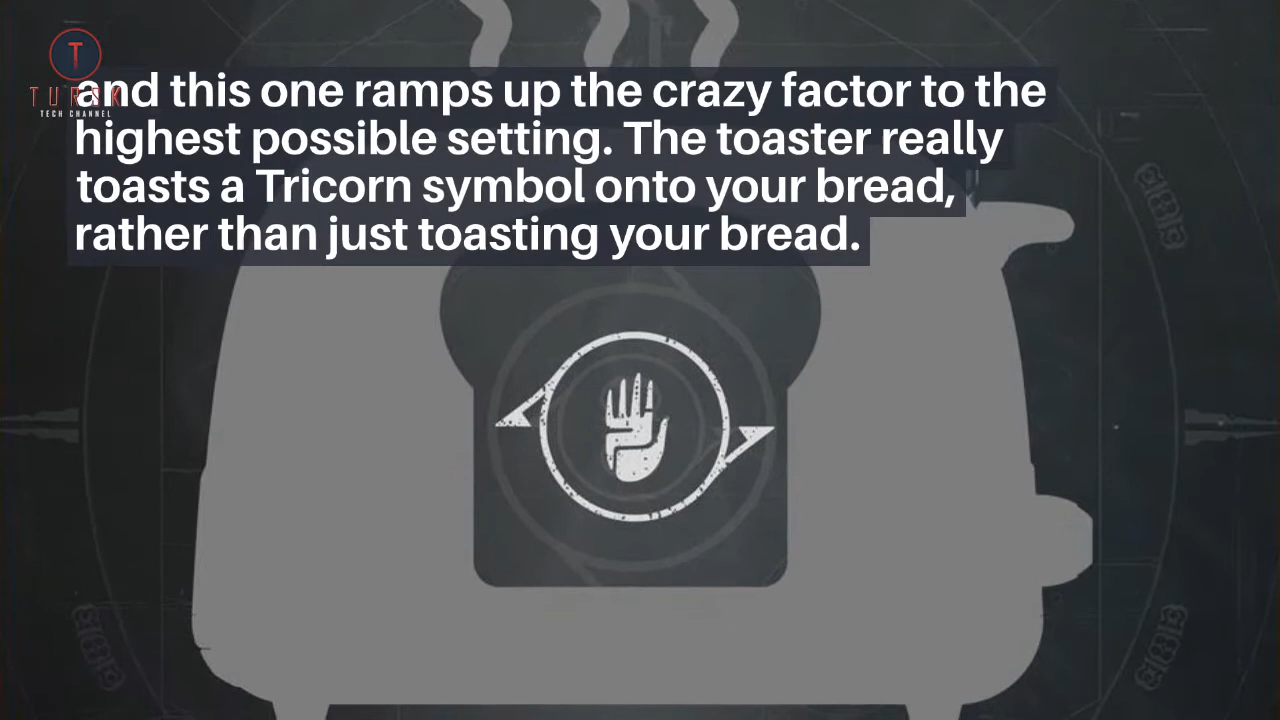 T
TURSK
TECH CHANNEL
and this one ramps up the crazy factor to the
highest possible setting. The toaster really
toasts a Tricorn symbol onto your bread,
rather than just toasting your bread.